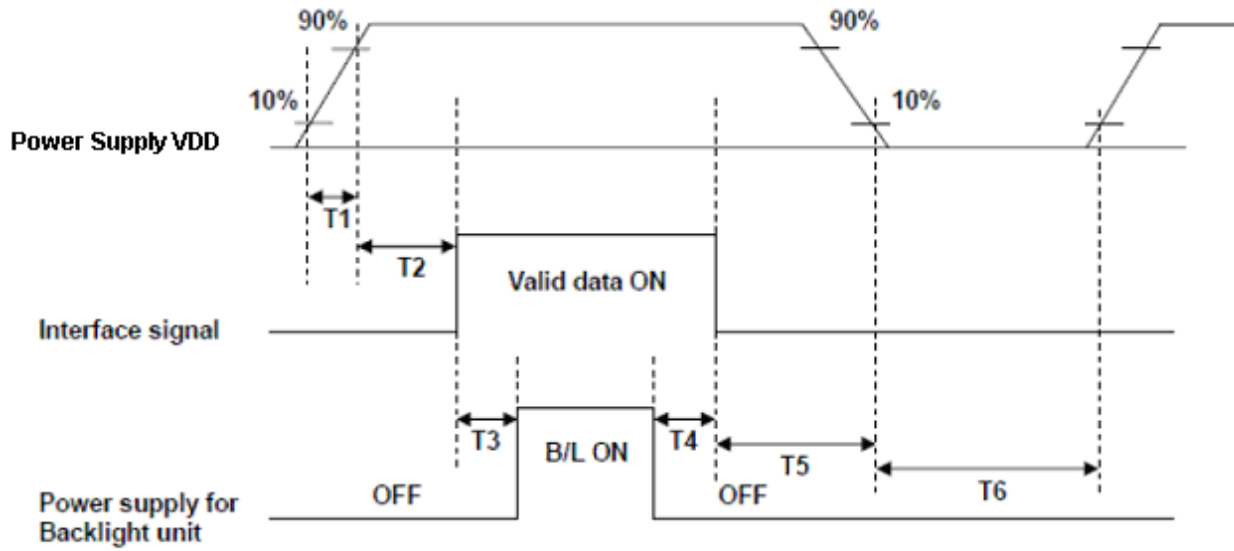 90%
90%
10%
10%
Power Supply VDD
T1
T2
Valid data ON
Interface signal
T3
T4
B/L ON
T5
T6
OFF
OFF
Power supply for
Backlight unit